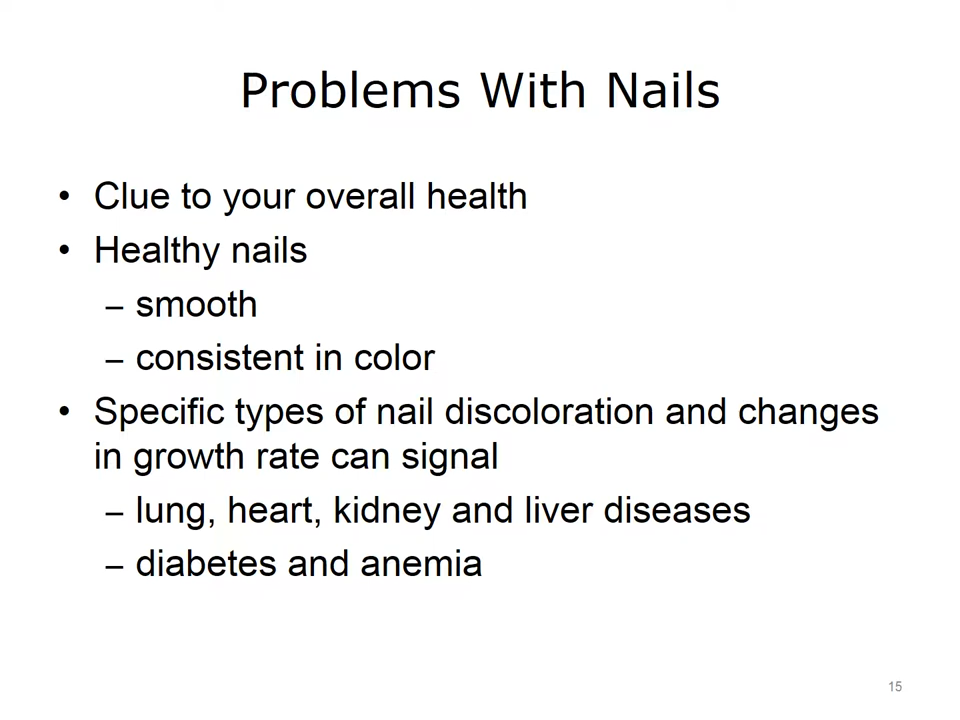 Problems With Nails
• Clue to your overall health
• Healthy nails
– smooth
– consistent in color
• Specific types of nail discoloration and changes
in growth rate can signal
– lung, heart, kidney and liver diseases
– diabetes and anemia
15